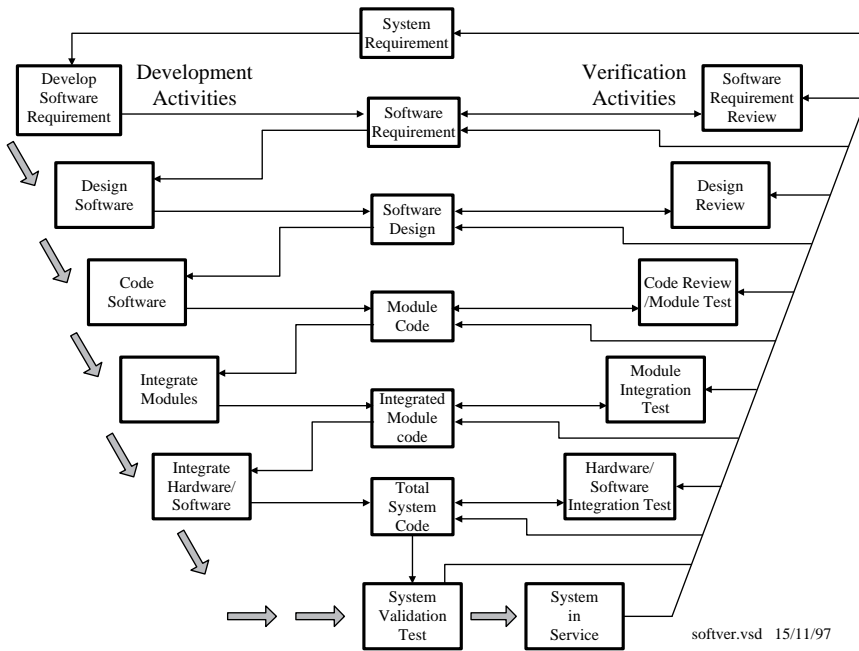 System
Requirement
Develop
Software
Requirement
Development
Activities
Verification
Activities
Software
Requirement
Review
Software
Requirement
Design
Software
Software
Design
Design
Review
Code
Software
Module
Code
Code Review
/Module Test
Integrate
Modules
Integrated
Module
code
Module
Integration
Test
Integrate
Hardware/
Software
Total
System
Code
Hardware/
Software
Integration Test
System
Validation
Test
System
in
Service
softver.vsd 15/11/97